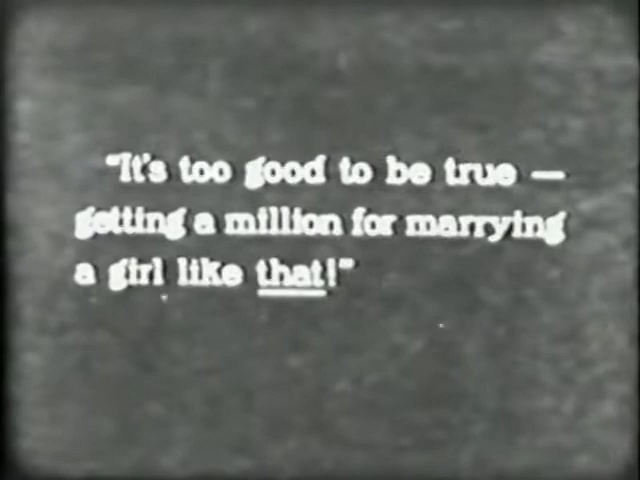 "It's too good to be true —
getting a million for marrying
a girl like that!"